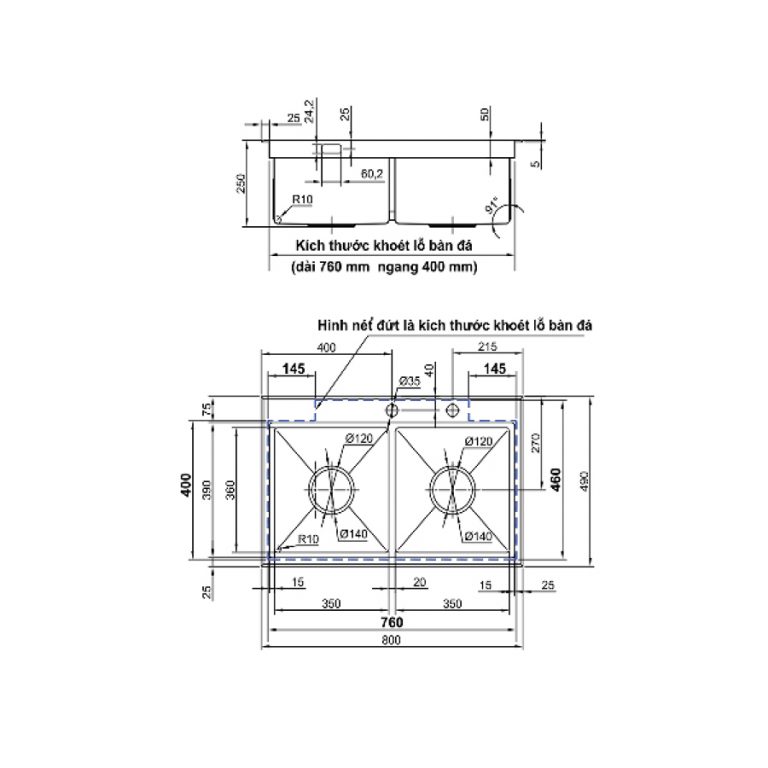 25
24,2
25
50
5
250
60,2
R10
91°
Kích thước khoét lỗ bàn đá
(dài 760 mm ngang 400 mm)
Hình nét đứt là kích thước khoét lỗ bàn đá
400
215
145
40
145
Ø35
75
Ø120
Ø120
270
400
390
360
460
490
R10
Ø140
Ø140
25
15
20
15
25
350
350
760
800